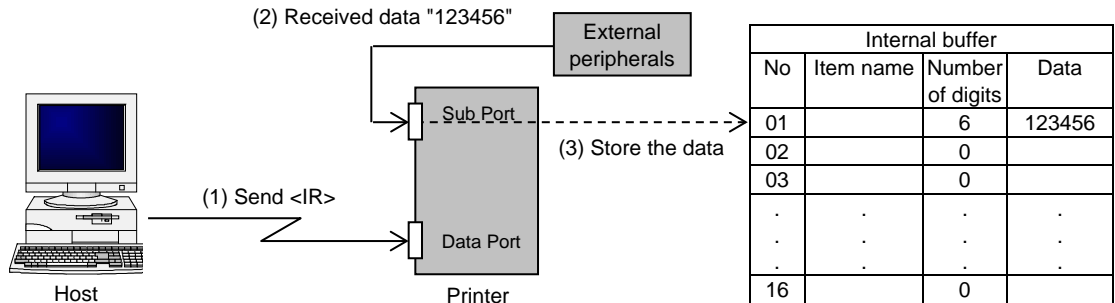 (2) Received data "123456"
External
peripherals
Sub Port
(3) Store the data
(1) Send <IR>
Data Port
Host
Printer
Internal buffer
No Item name Number of digits Data
01 6 123456
02 0
03 0
. . . .
. . . .
. . . .
16 0